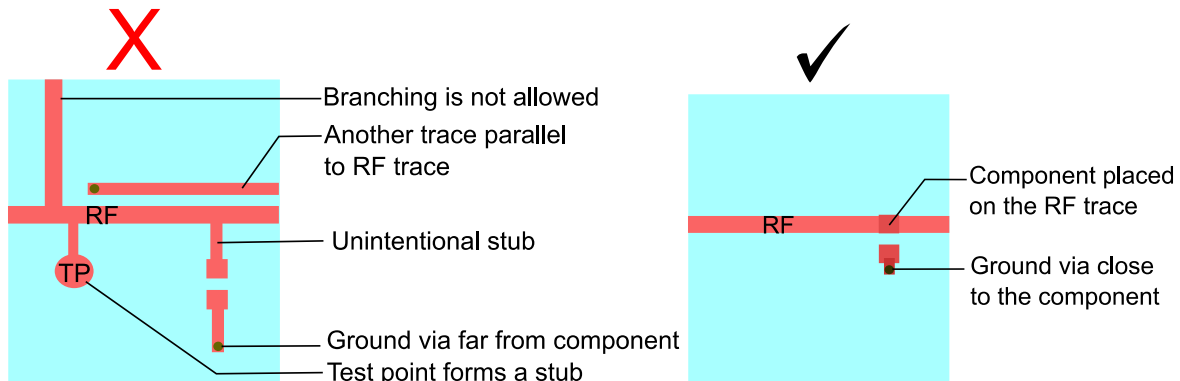 X
Branching is not allowed
Another trace parallel
to RF trace
RF
Unintentional stub
TP
Ground via far from component
Test point forms a stub
Component placed
on the RF trace
RF
Ground via close
to the component